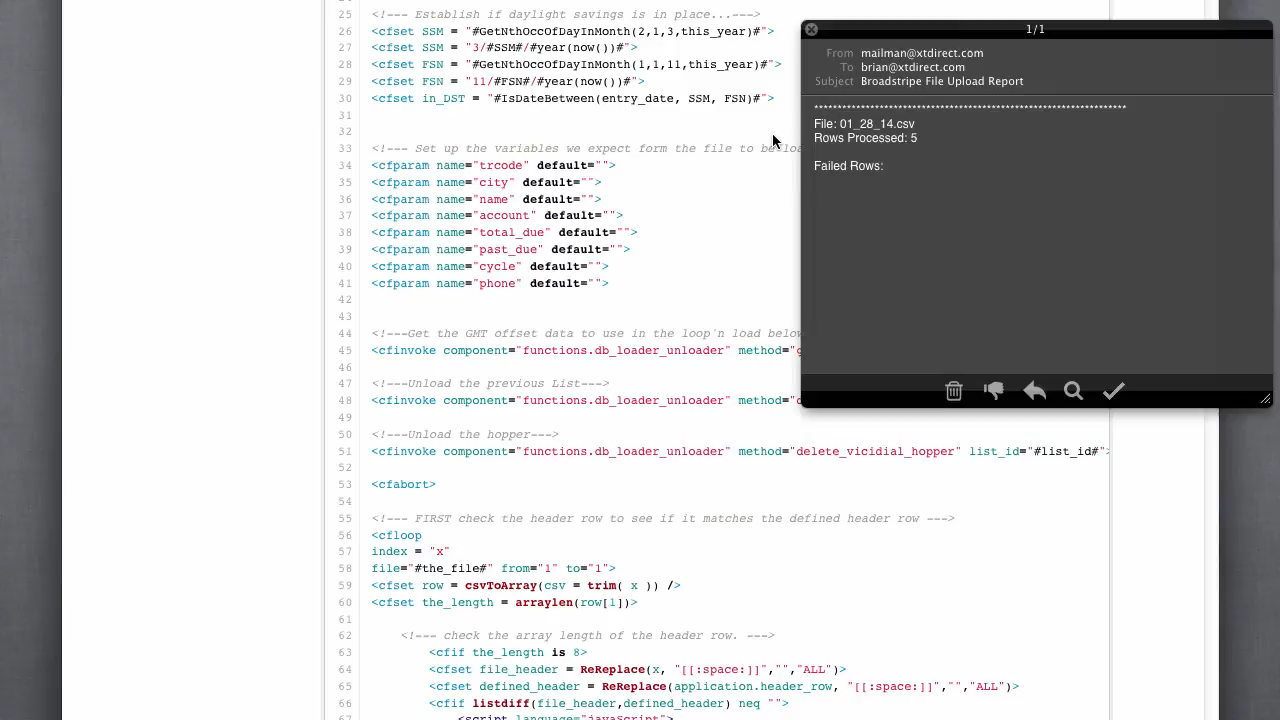 25 <!--- Establish if daylight savings is in place...--->
26 <cfset SSM = "#GetNthOccOfDayInMonth(2,1,3,this_year)#">
27 <cfset SSM = "3/#SSM#/#year(now())#">
28 <cfset FSN = "#GetNthOccOfDayInMonth(1,1,11,this_year)#">
29 <cfset FSN = "11/#FSN#/#year(now())#">
30 <cfset in_DST = "#IsDateBetween(entry_date, SSM, FSN)#">
31
32
33 <!--- Set up the variables we expect form the file to be loa
34 <cfparam name="trcode" default="">
35 <cfparam name="city" default="">
36 <cfparam name="name" default="">
37 <cfparam name="account" default="">
38 <cfparam name="total_due" default="">
39 <cfparam name="past_due" default="">
40 <cfparam name="cycle" default="">
41 <cfparam name="phone" default="">
42
43
44 <!---Get the GMT offset data to use in the loop'n load below
45 <cfinvoke component="functions.db_loader_unloader" method="
46
47 <!---Unload the previous List--->
48 <cfinvoke component="functions.db_loader_unloader" method="
49
50 <!---Unload the hopper--->
51 <cfinvoke component="functions.db_loader_unloader" method="delete_vicidial_hopper" list_id="#list_id#">
52
53 <cfabort>
54
55 <!--- FIRST check the header row to see if it matches the defined header row --->
56 <cfloop
57 index = "x"
58 file="#the_file#" from="1" to="1">
59 <cfset row = csvToArray(csv = trim( x )) />
60 <cfset the_length = arraylen(row[1])>
61
62 <!--- check the array length of the header row. --->
63 <cfif the_length is 8>
64 <cfset file_header = ReReplace(x, "[[:space:]]","","ALL")>
65 <cfset defined_header = ReReplace(application.header_row, "[[:space:]]","","ALL")>
66 <cfif listdiff(file_header,defined_header) neq "">
67 <script language="javaScript">
1/1
From mailman@xtdirect.com
To brian@xtdirect.com
Subject Broadstripe File Upload Report
********************************************************************
File: 01_28_14.csv
Rows Processed: 5
Failed Rows: